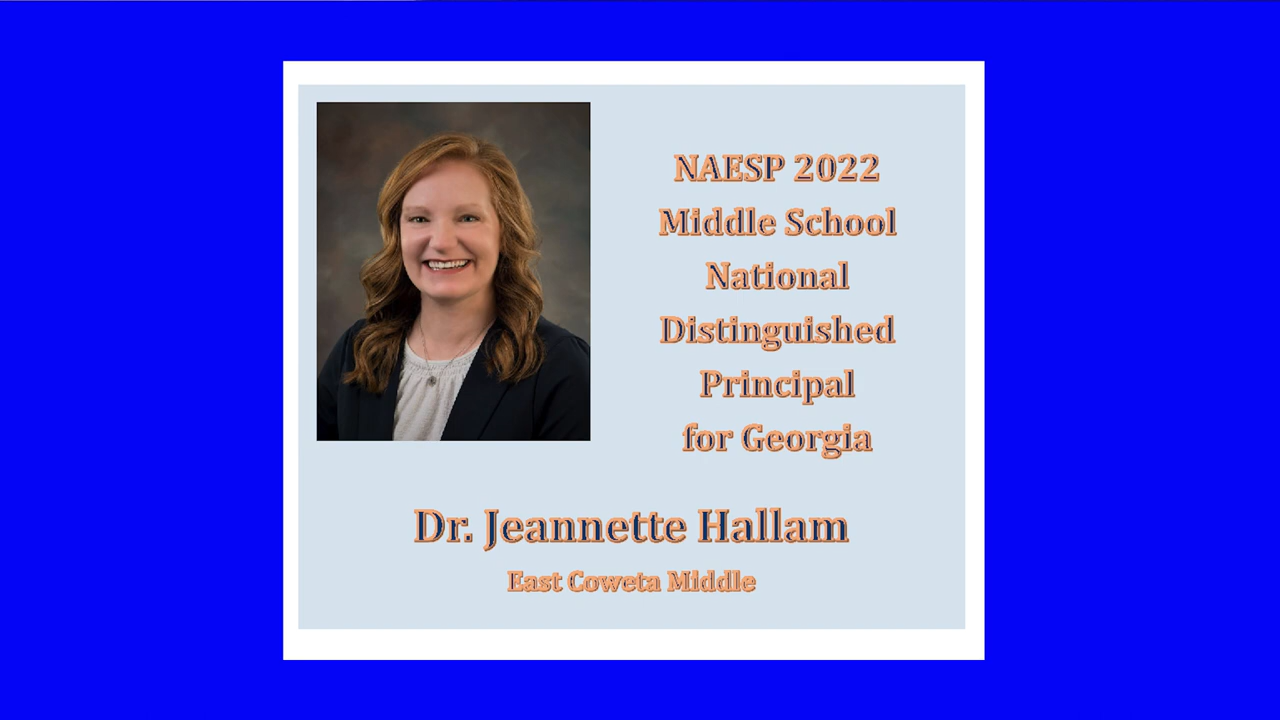 NAESP 2022
Middle School
National
Distinguished
Principal
for Georgia
Dr. Jeannette Hallam
East Coweta Middle